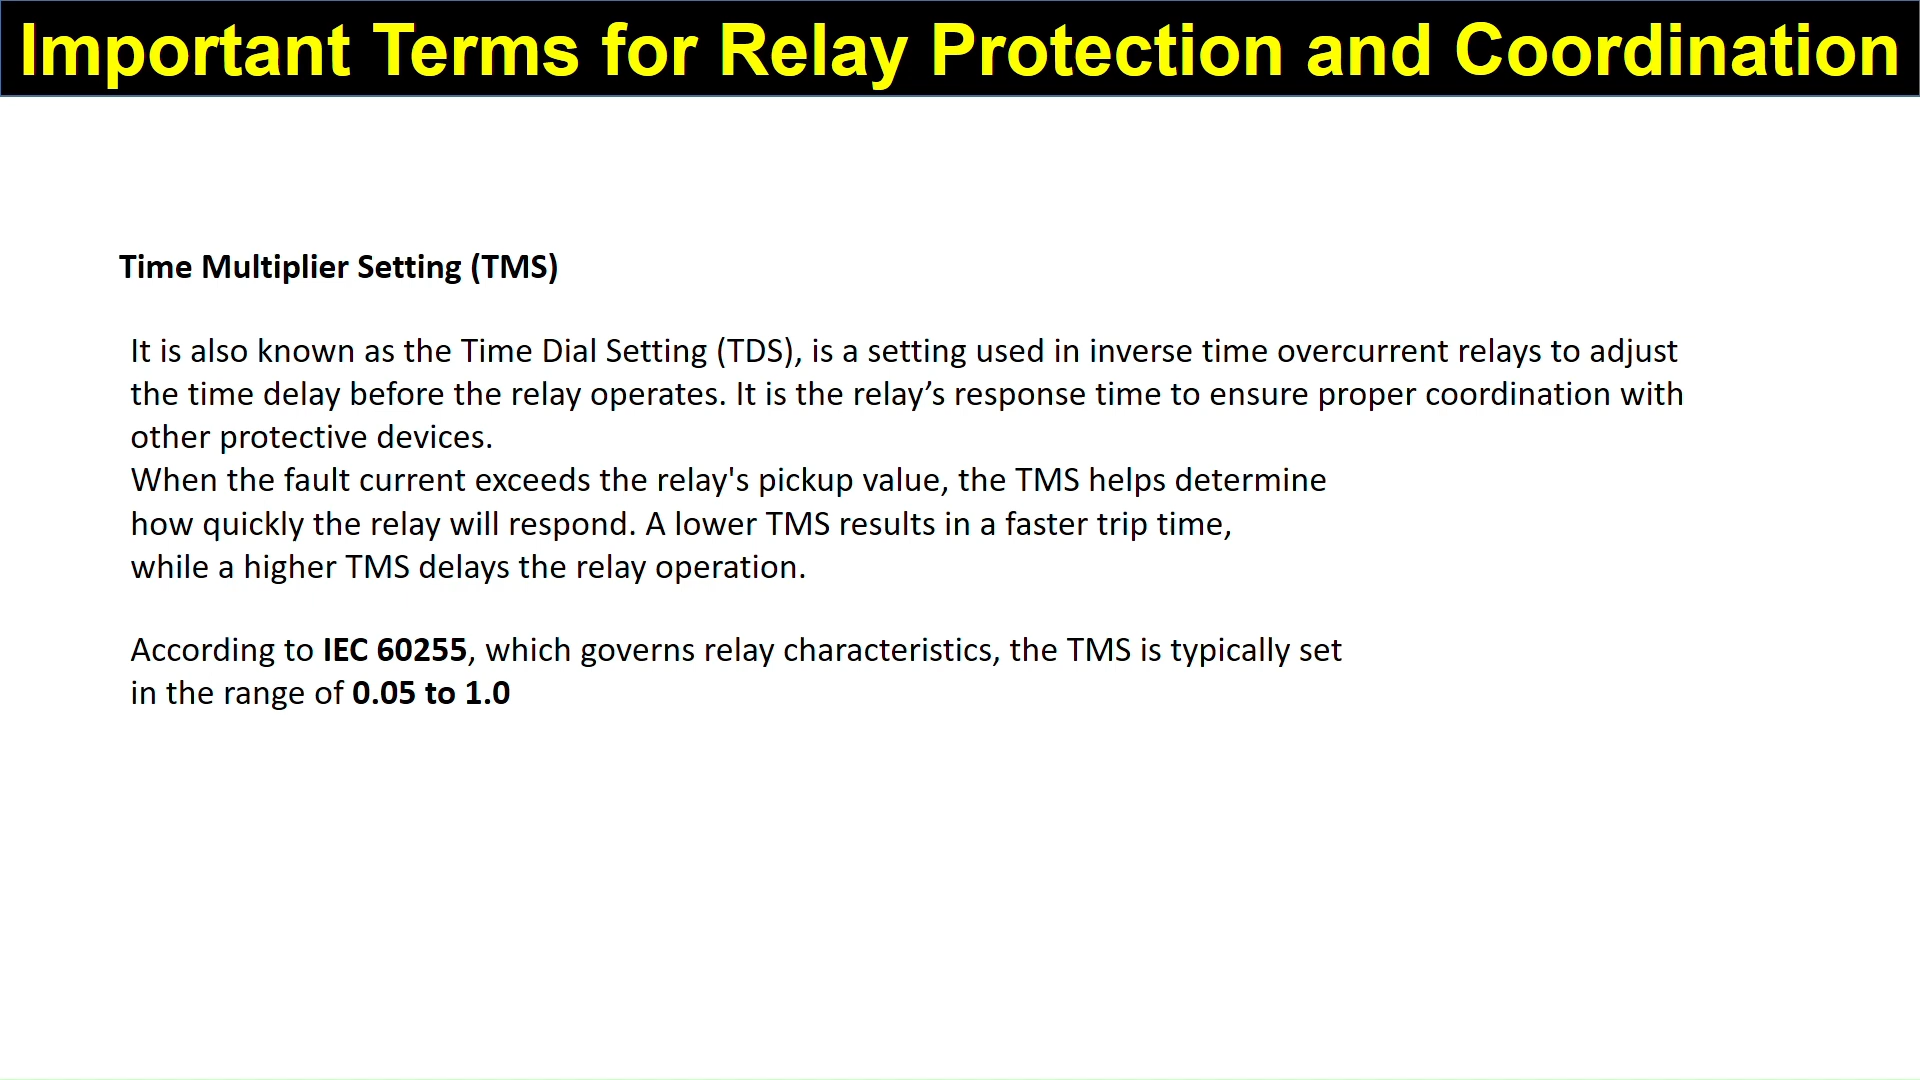 Important Terms for Relay Protection and Coordination
Time Multiplier Setting (TMS)
It is also known as the Time Dial Setting (TDS), is a setting used in inverse time overcurrent relays to adjust
the time delay before the relay operates. It is the relay’s response time to ensure proper coordination with
other protective devices.
When the fault current exceeds the relay's pickup value, the TMS helps determine
how quickly the relay will respond. A lower TMS results in a faster trip time,
while a higher TMS delays the relay operation.
According to IEC 60255, which governs relay characteristics, the TMS is typically set
in the range of 0.05 to 1.0